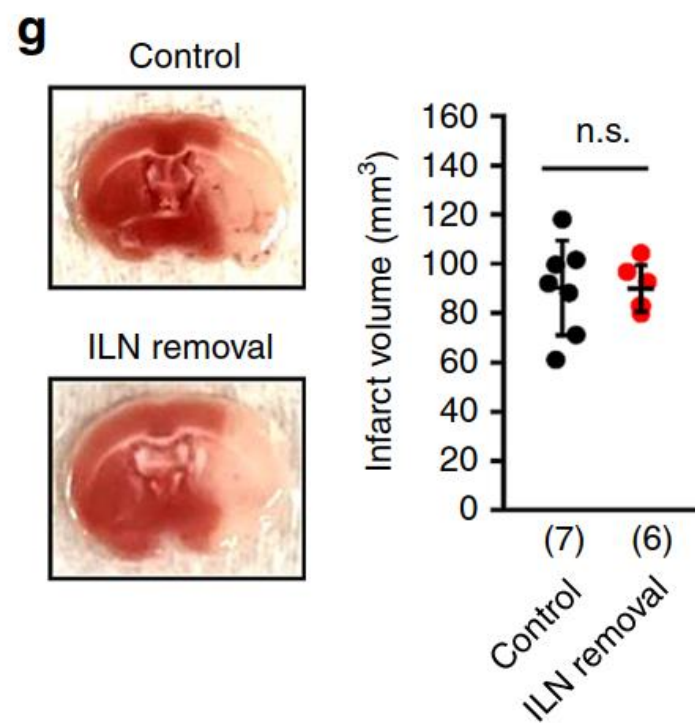 g
Control
ILN removal
Infarct volume (mm³)
160
140
120
100
80
60
40
20
0
n.s.
(7)
(6)
Control
ILN removal